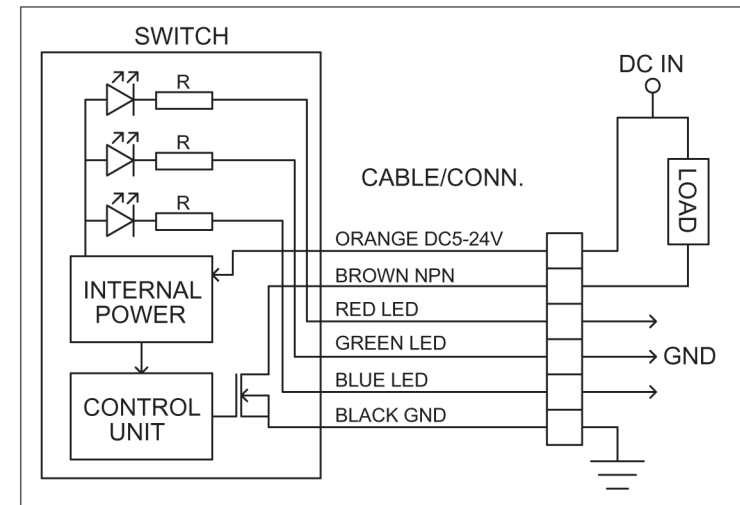 SWITCH
DC IN
R
R
R
CABLE/CONN.
LOAD
ORANGE DC5-24V
BROWN NPN
INTERNAL
POWER
RED LED
GREEN LED
GND
BLUE LED
CONTROL
UNIT
BLACK GND